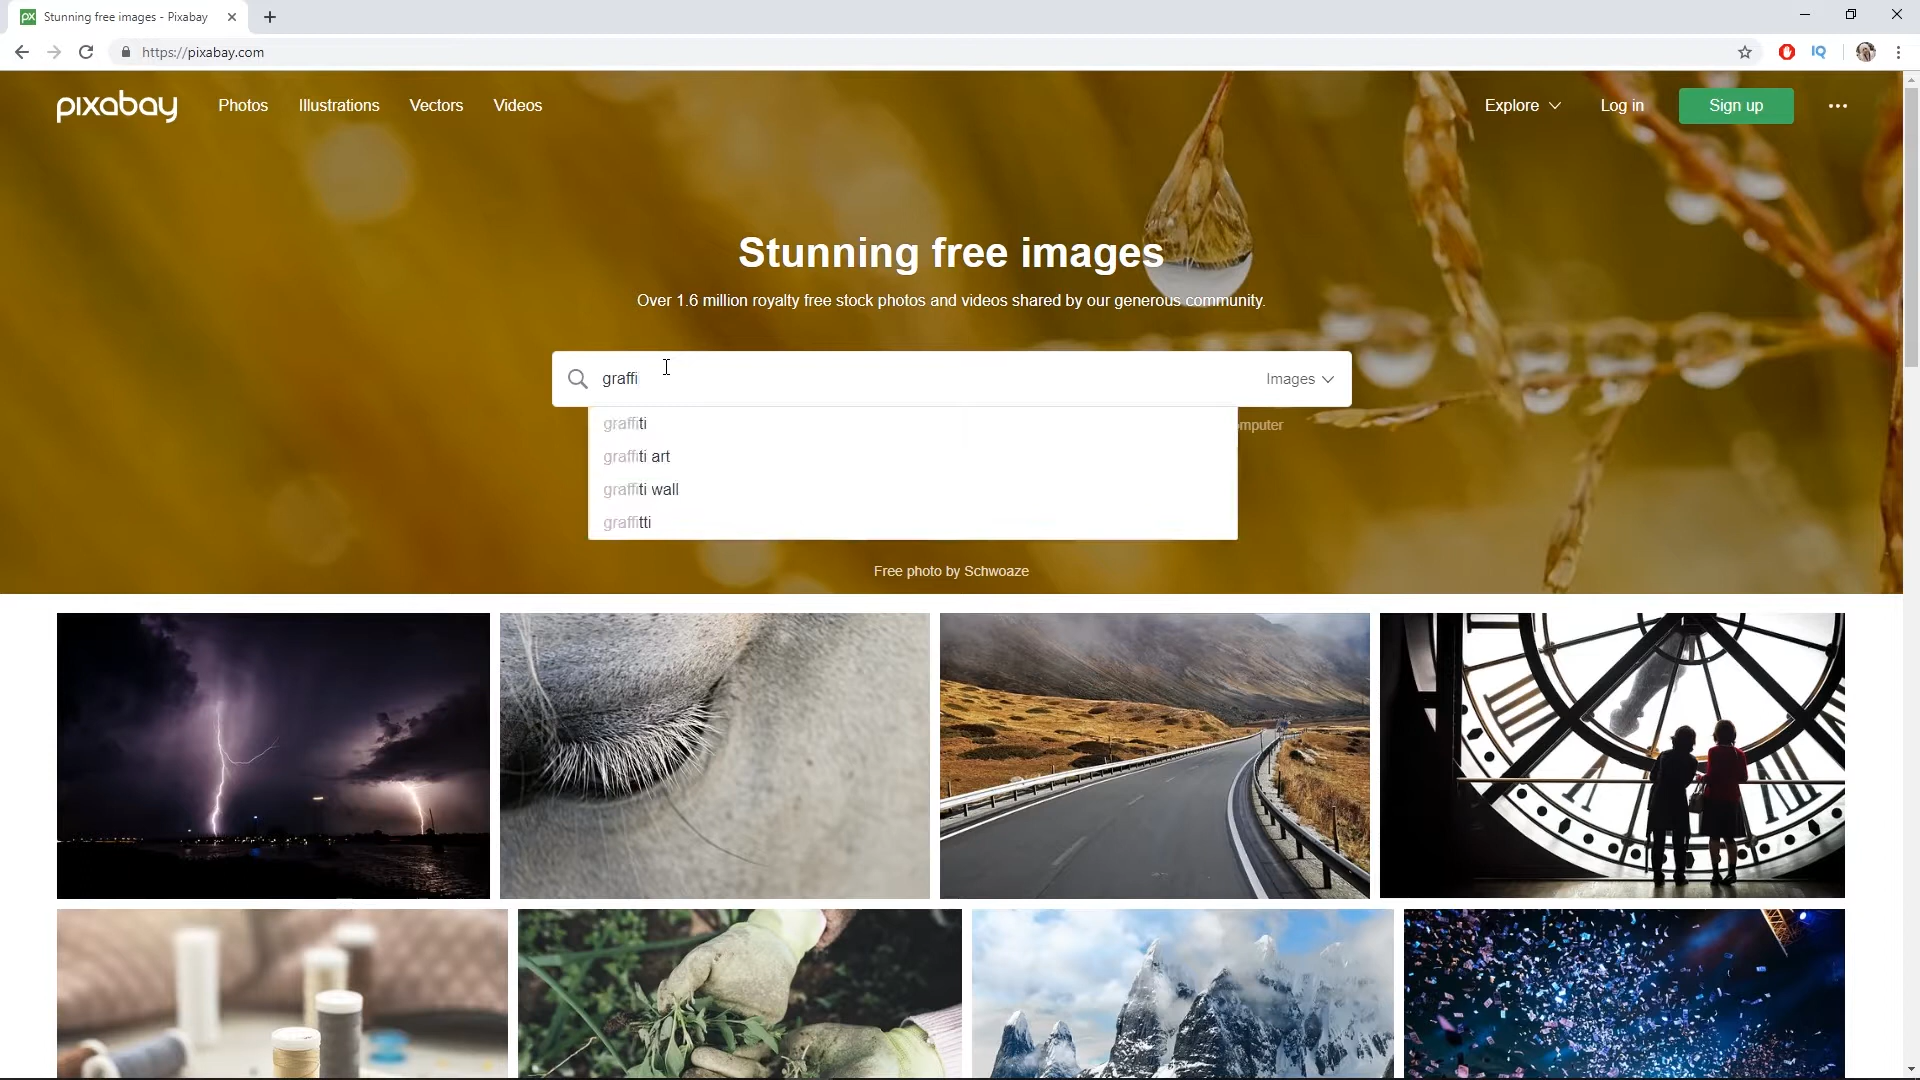 Stunning free images - Pixabay
https://pixabay.com
IQ
pixabay
Photos Illustrations Vectors Videos
Explore Log in Sign up
Stunning free images
Over 1.6 million royalty free stock photos and videos shared by our generous community.
graffi Images
graffiti
omputer
graffiti art
graffiti wall
graffitti
Free photo by Schwoaze